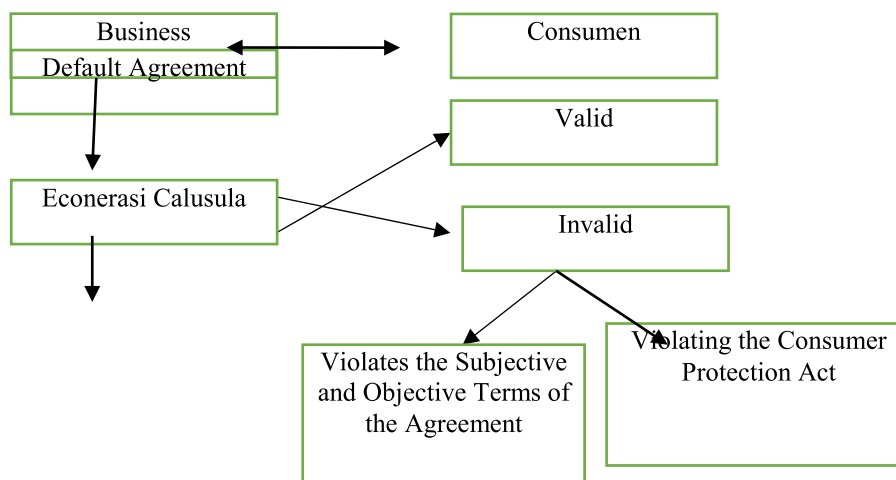 Business
Consumen
Default Agreement
Valid
Econerasi Calusula
Invalid
Violates the Subjective
and Objective Terms of
the Agreement
Violating the Consumer
Protection Act